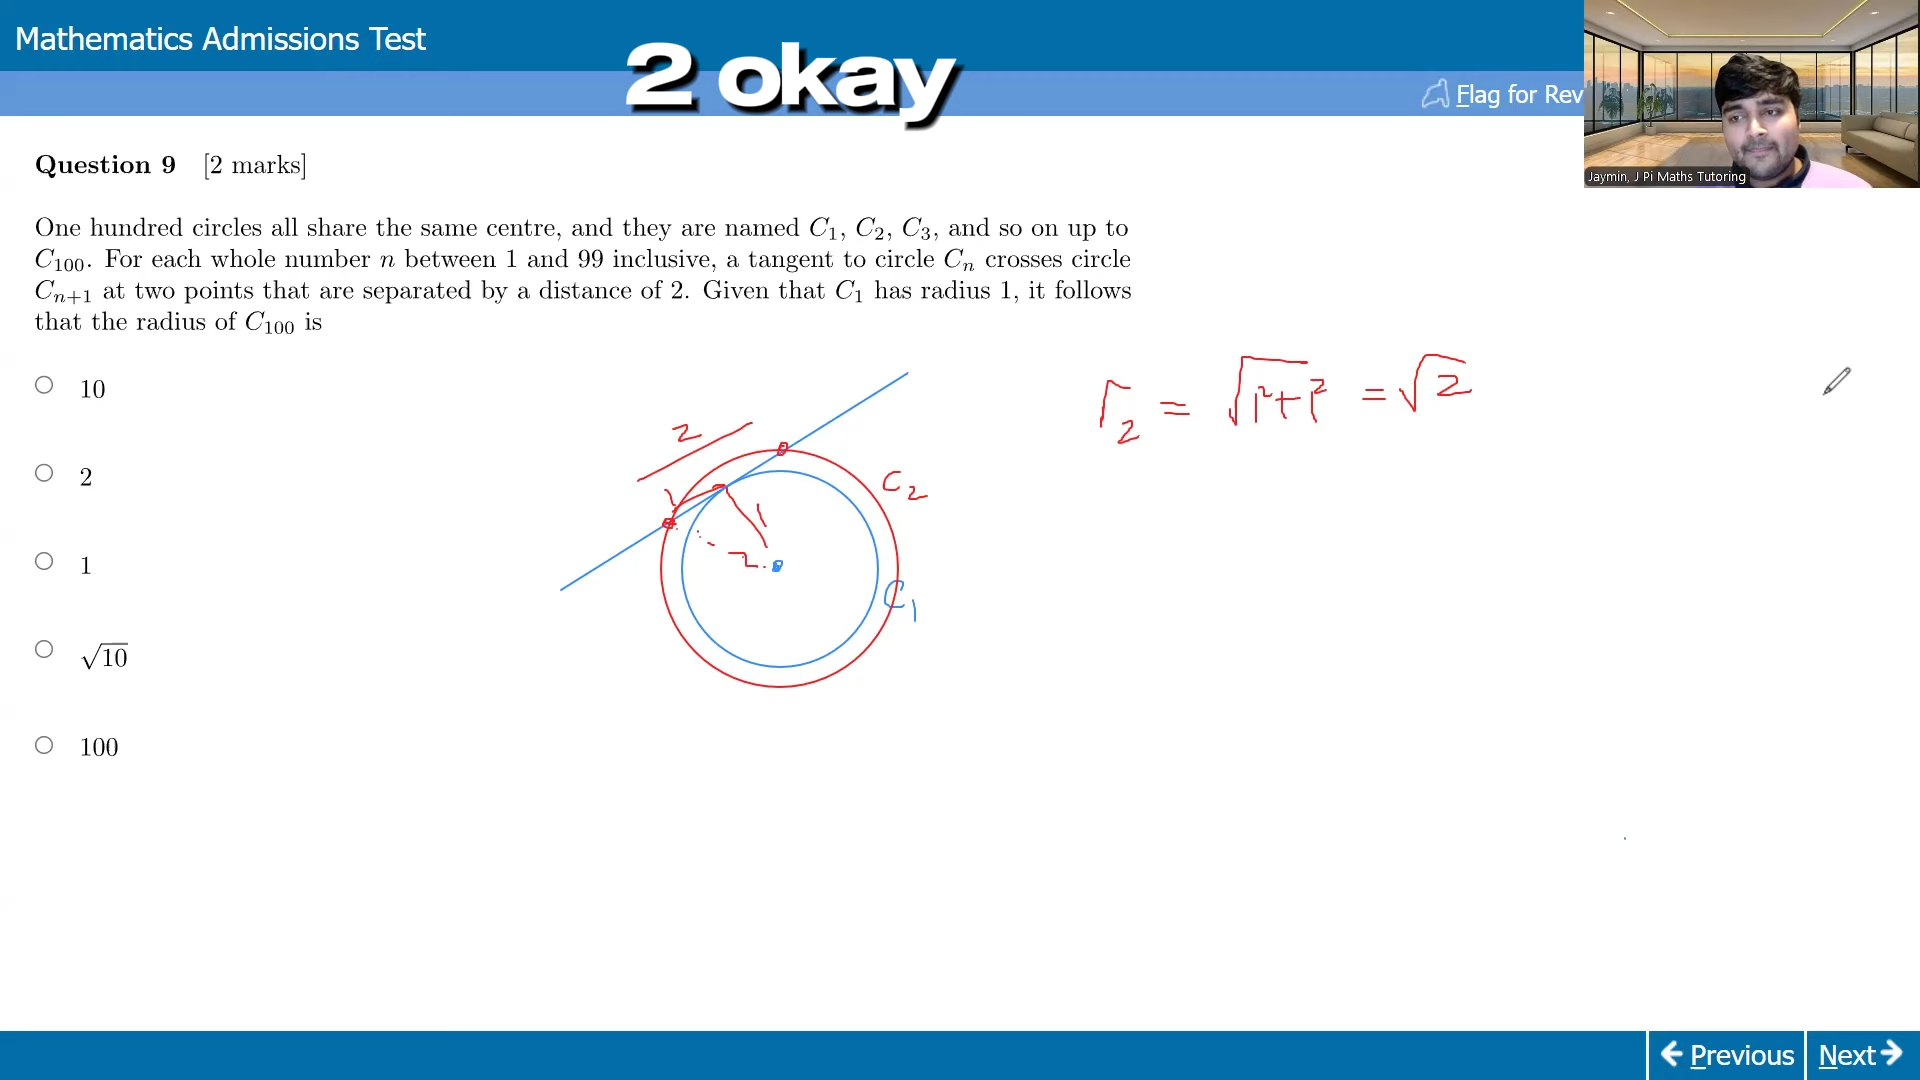 Mathematics Admissions Test
2 okay
Flag for Rev
Jaymin, J Pi Maths Tutoring
Question 9 [2 marks]
One hundred circles all share the same centre, and they are named C₁, C₂, C₃, and so on up to
C₁₀₀. For each whole number n between 1 and 99 inclusive, a tangent to circle Cₙ crosses circle
Cₙ₊₁ at two points that are separated by a distance of 2. Given that C₁ has radius 1, it follows
that the radius of C₁₀₀ is
10
2
1
√10
100
r₂ = √1²+1² = √2
2
C₂
1
C₁
Previous
Next